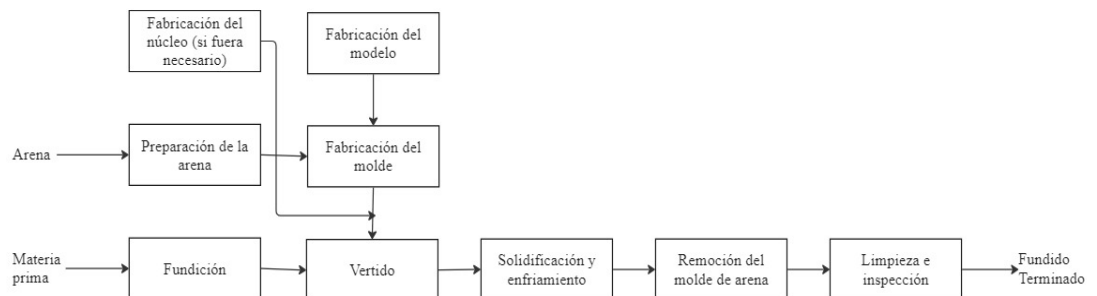 Fabricación del
núcleo (si fuera
necesario)
Fabricación del
modelo
Arena
Preparación de la
arena
Fabricación del
molde
Materia
prima
Fundición
Vertido
Solidificación y
enfriamiento
Remoción del
molde de arena
Limpieza e
inspección
Fundido
Terminado